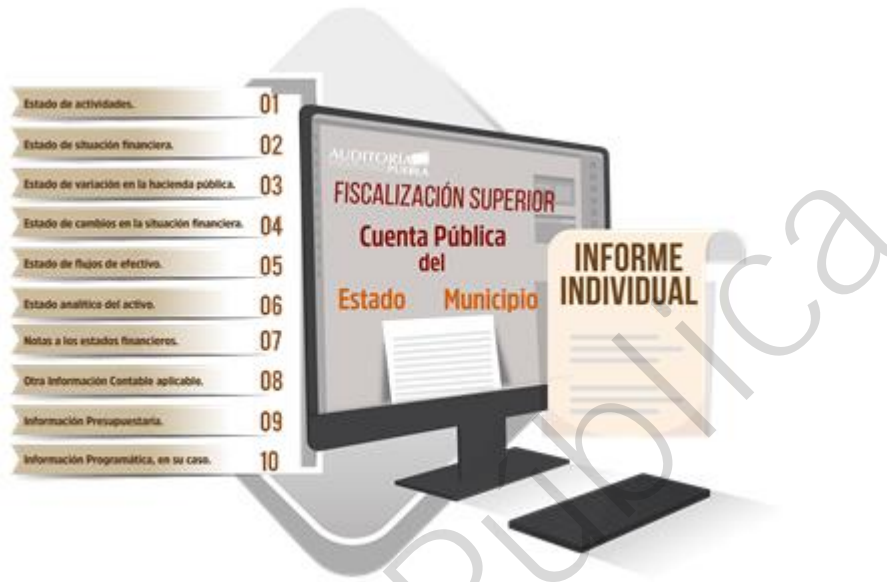 Estado de actividades. 01
Estado de situación financiera. 02
Estado de variación en la hacienda pública. 03
Estado de cambios en la situación financiera. 04
Estado de flujos de efectivo. 05
Estado analítico del activo. 06
Notas a los estados financieros. 07
Otra Información Contable aplicable. 08
Información Presupuestaria. 09
Información Programática, en su caso. 10
AUDITORÍA
PUEBLA
FISCALIZACIÓN SUPERIOR
Cuenta Pública
del
Estado Municipio
INFORME
INDIVIDUAL
Pública